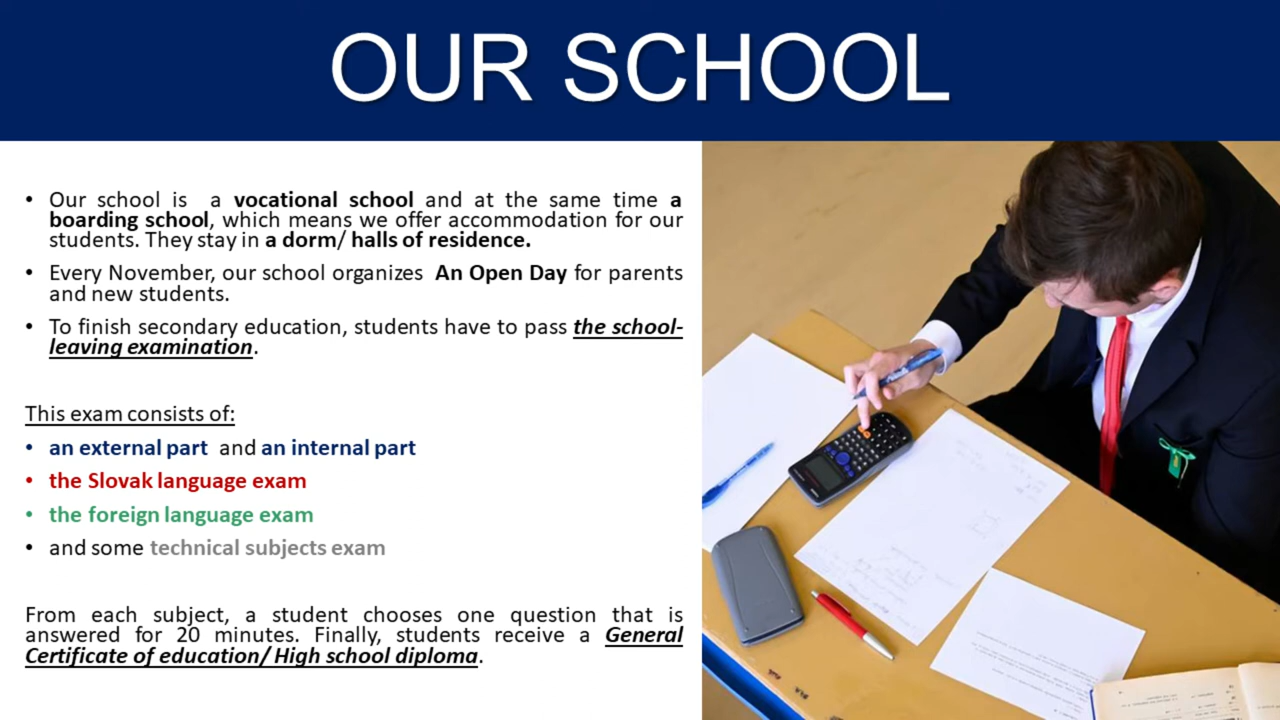 OUR SCHOOL
• Our school is a vocational school and at the same time a
boarding school, which means we offer accommodation for our
students. They stay in a dorm/ halls of residence.
• Every November, our school organizes An Open Day for parents
and new students.
• To finish secondary education, students have to pass the school-
leaving examination.
This exam consists of:
• an external part and an internal part
• the Slovak language exam
• the foreign language exam
• and some technical subjects exam
From each subject, a student chooses one question that is
answered for 20 minutes. Finally, students receive a General
Certificate of education/ High school diploma.